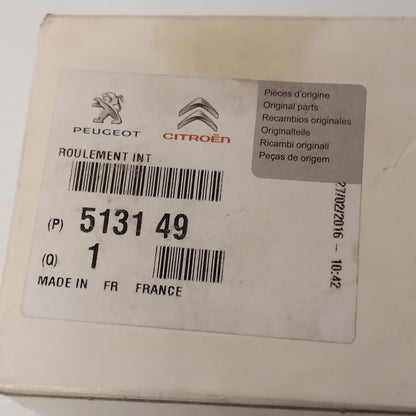 PEUGEOT
CITROËN
Pièces d'origine
Original parts
Recambios originales
Originalteile
Ricambi originali
Peças de origem
ROULEMENT INT
(P) 5131 49
(Q) 1
MADE IN FR FRANCE
27/02/2016 - 10:42